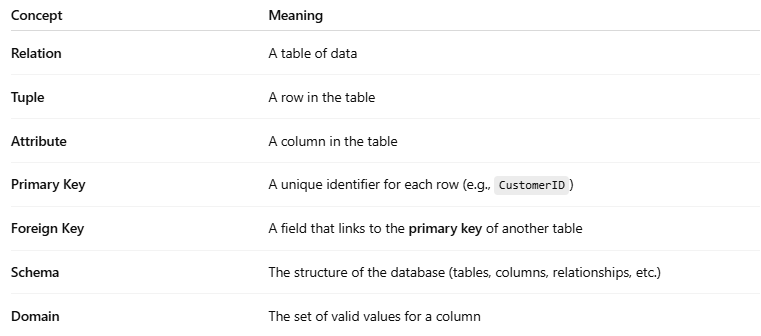 Concept Meaning
Relation A table of data
Tuple A row in the table
Attribute A column in the table
Primary Key A unique identifier for each row (e.g., CustomerID)
Foreign Key A field that links to the primary key of another table
Schema The structure of the database (tables, columns, relationships, etc.)
Domain The set of valid values for a column